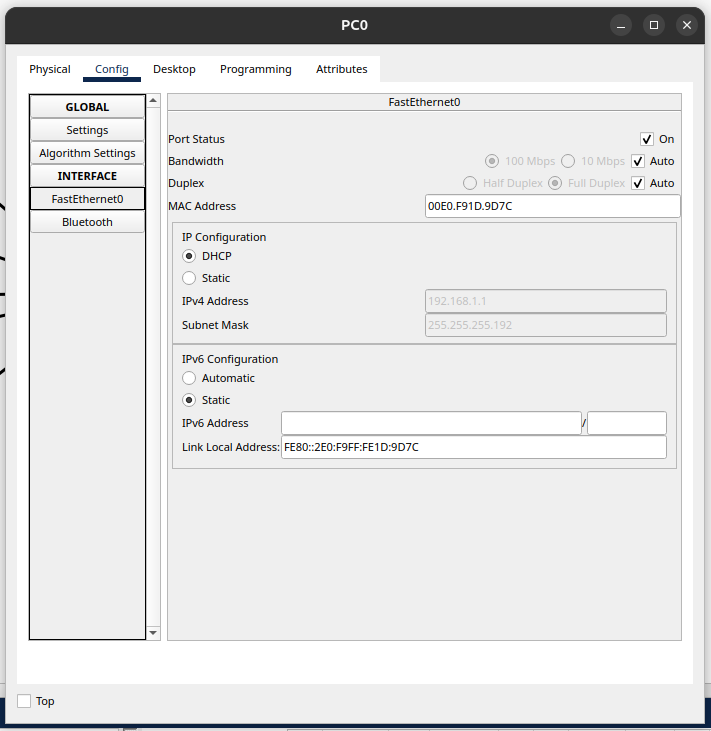 PC0
Physical Config Desktop Programming Attributes
GLOBAL
Settings
Algorithm Settings
INTERFACE
FastEthernet0
Bluetooth
FastEthernet0
Port Status On
Bandwidth 100 Mbps 10 Mbps Auto
Duplex Half Duplex Full Duplex Auto
MAC Address 00E0.F91D.9D7C
IP Configuration
DHCP
Static
IPv4 Address 192.168.1.1
Subnet Mask 255.255.255.192
IPv6 Configuration
Automatic
Static
IPv6 Address /
Link Local Address: FE80::2E0:F9FF:FE1D:9D7C
Top